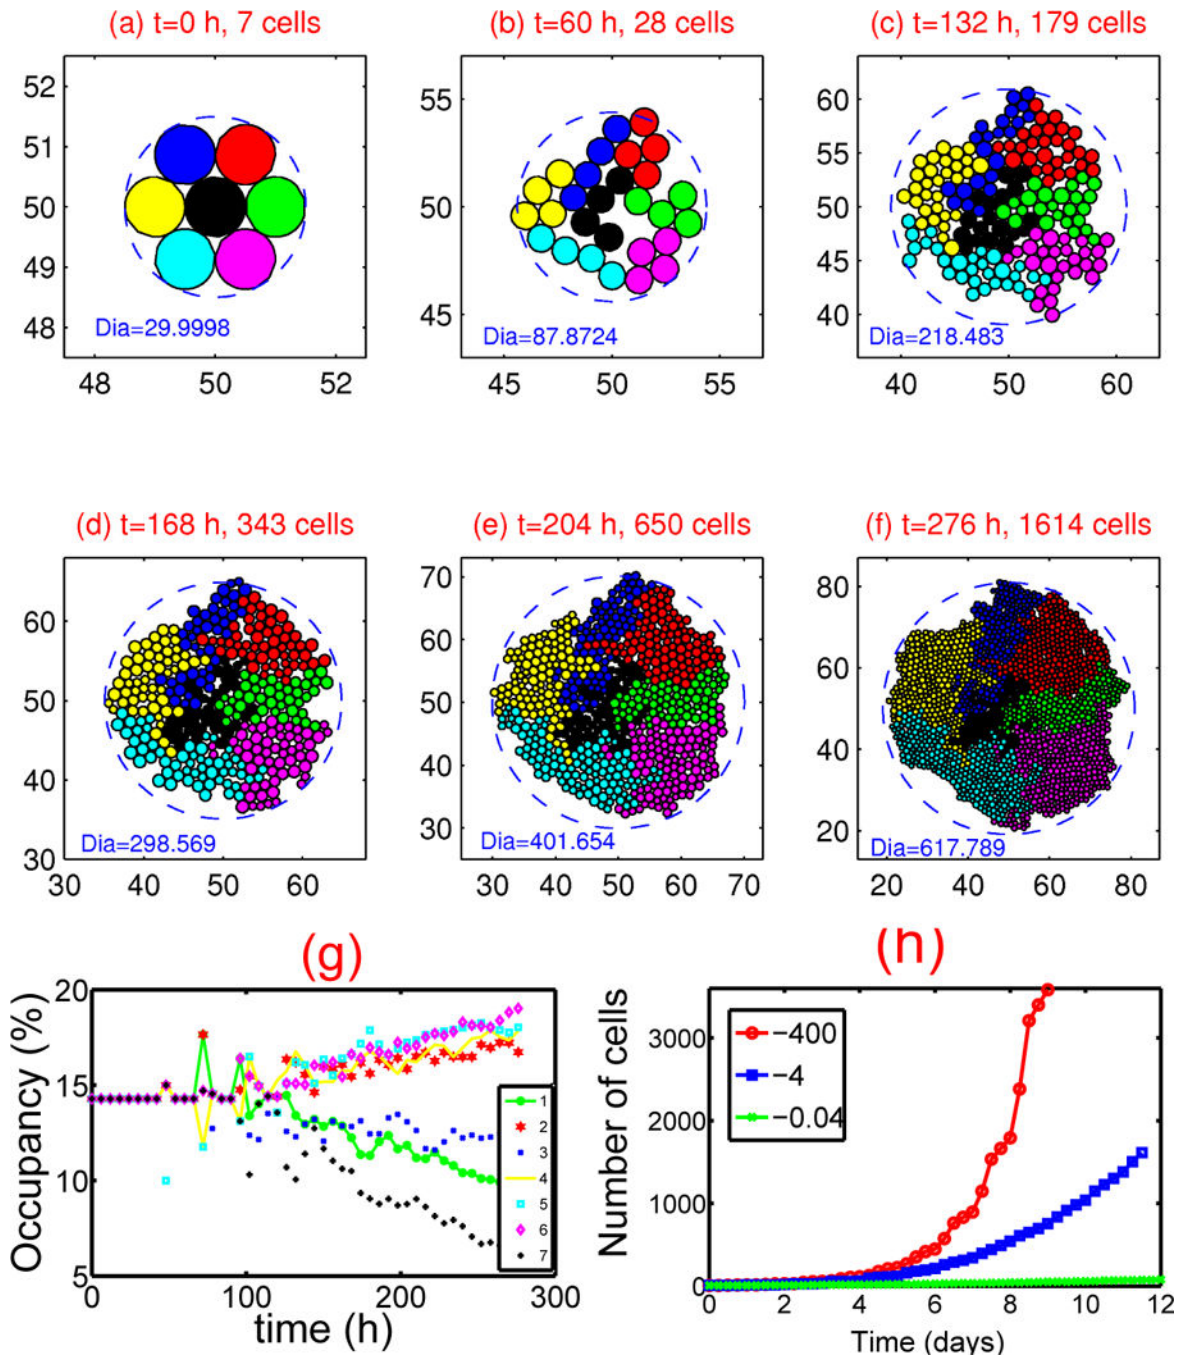 (a) t=0 h, 7 cells
(b) t=60 h, 28 cells
(c) t=132 h, 179 cells
52
51
50
49
48
Dia=29.9998
48 50 52
55
50
45
Dia=87.8724
45 50 55
60
55
50
45
40
Dia=218.483
40 50 60
(d) t=168 h, 343 cells
(e) t=204 h, 650 cells
(f) t=276 h, 1614 cells
60
50
40
30
Dia=298.569
30 40 50 60
70
60
50
40
30
Dia=401.654
30 40 50 60 70
80
60
40
20
Dia=617.789
20 40 60 80
(g)
Occupancy (%)
20
15
10
5
1
2
3
4
5
6
7
0 100 200 300
time (h)
(h)
Number of cells
3000
2000
1000
0
−400
−4
−0.04
0 2 4 6 8 10 12
Time (days)